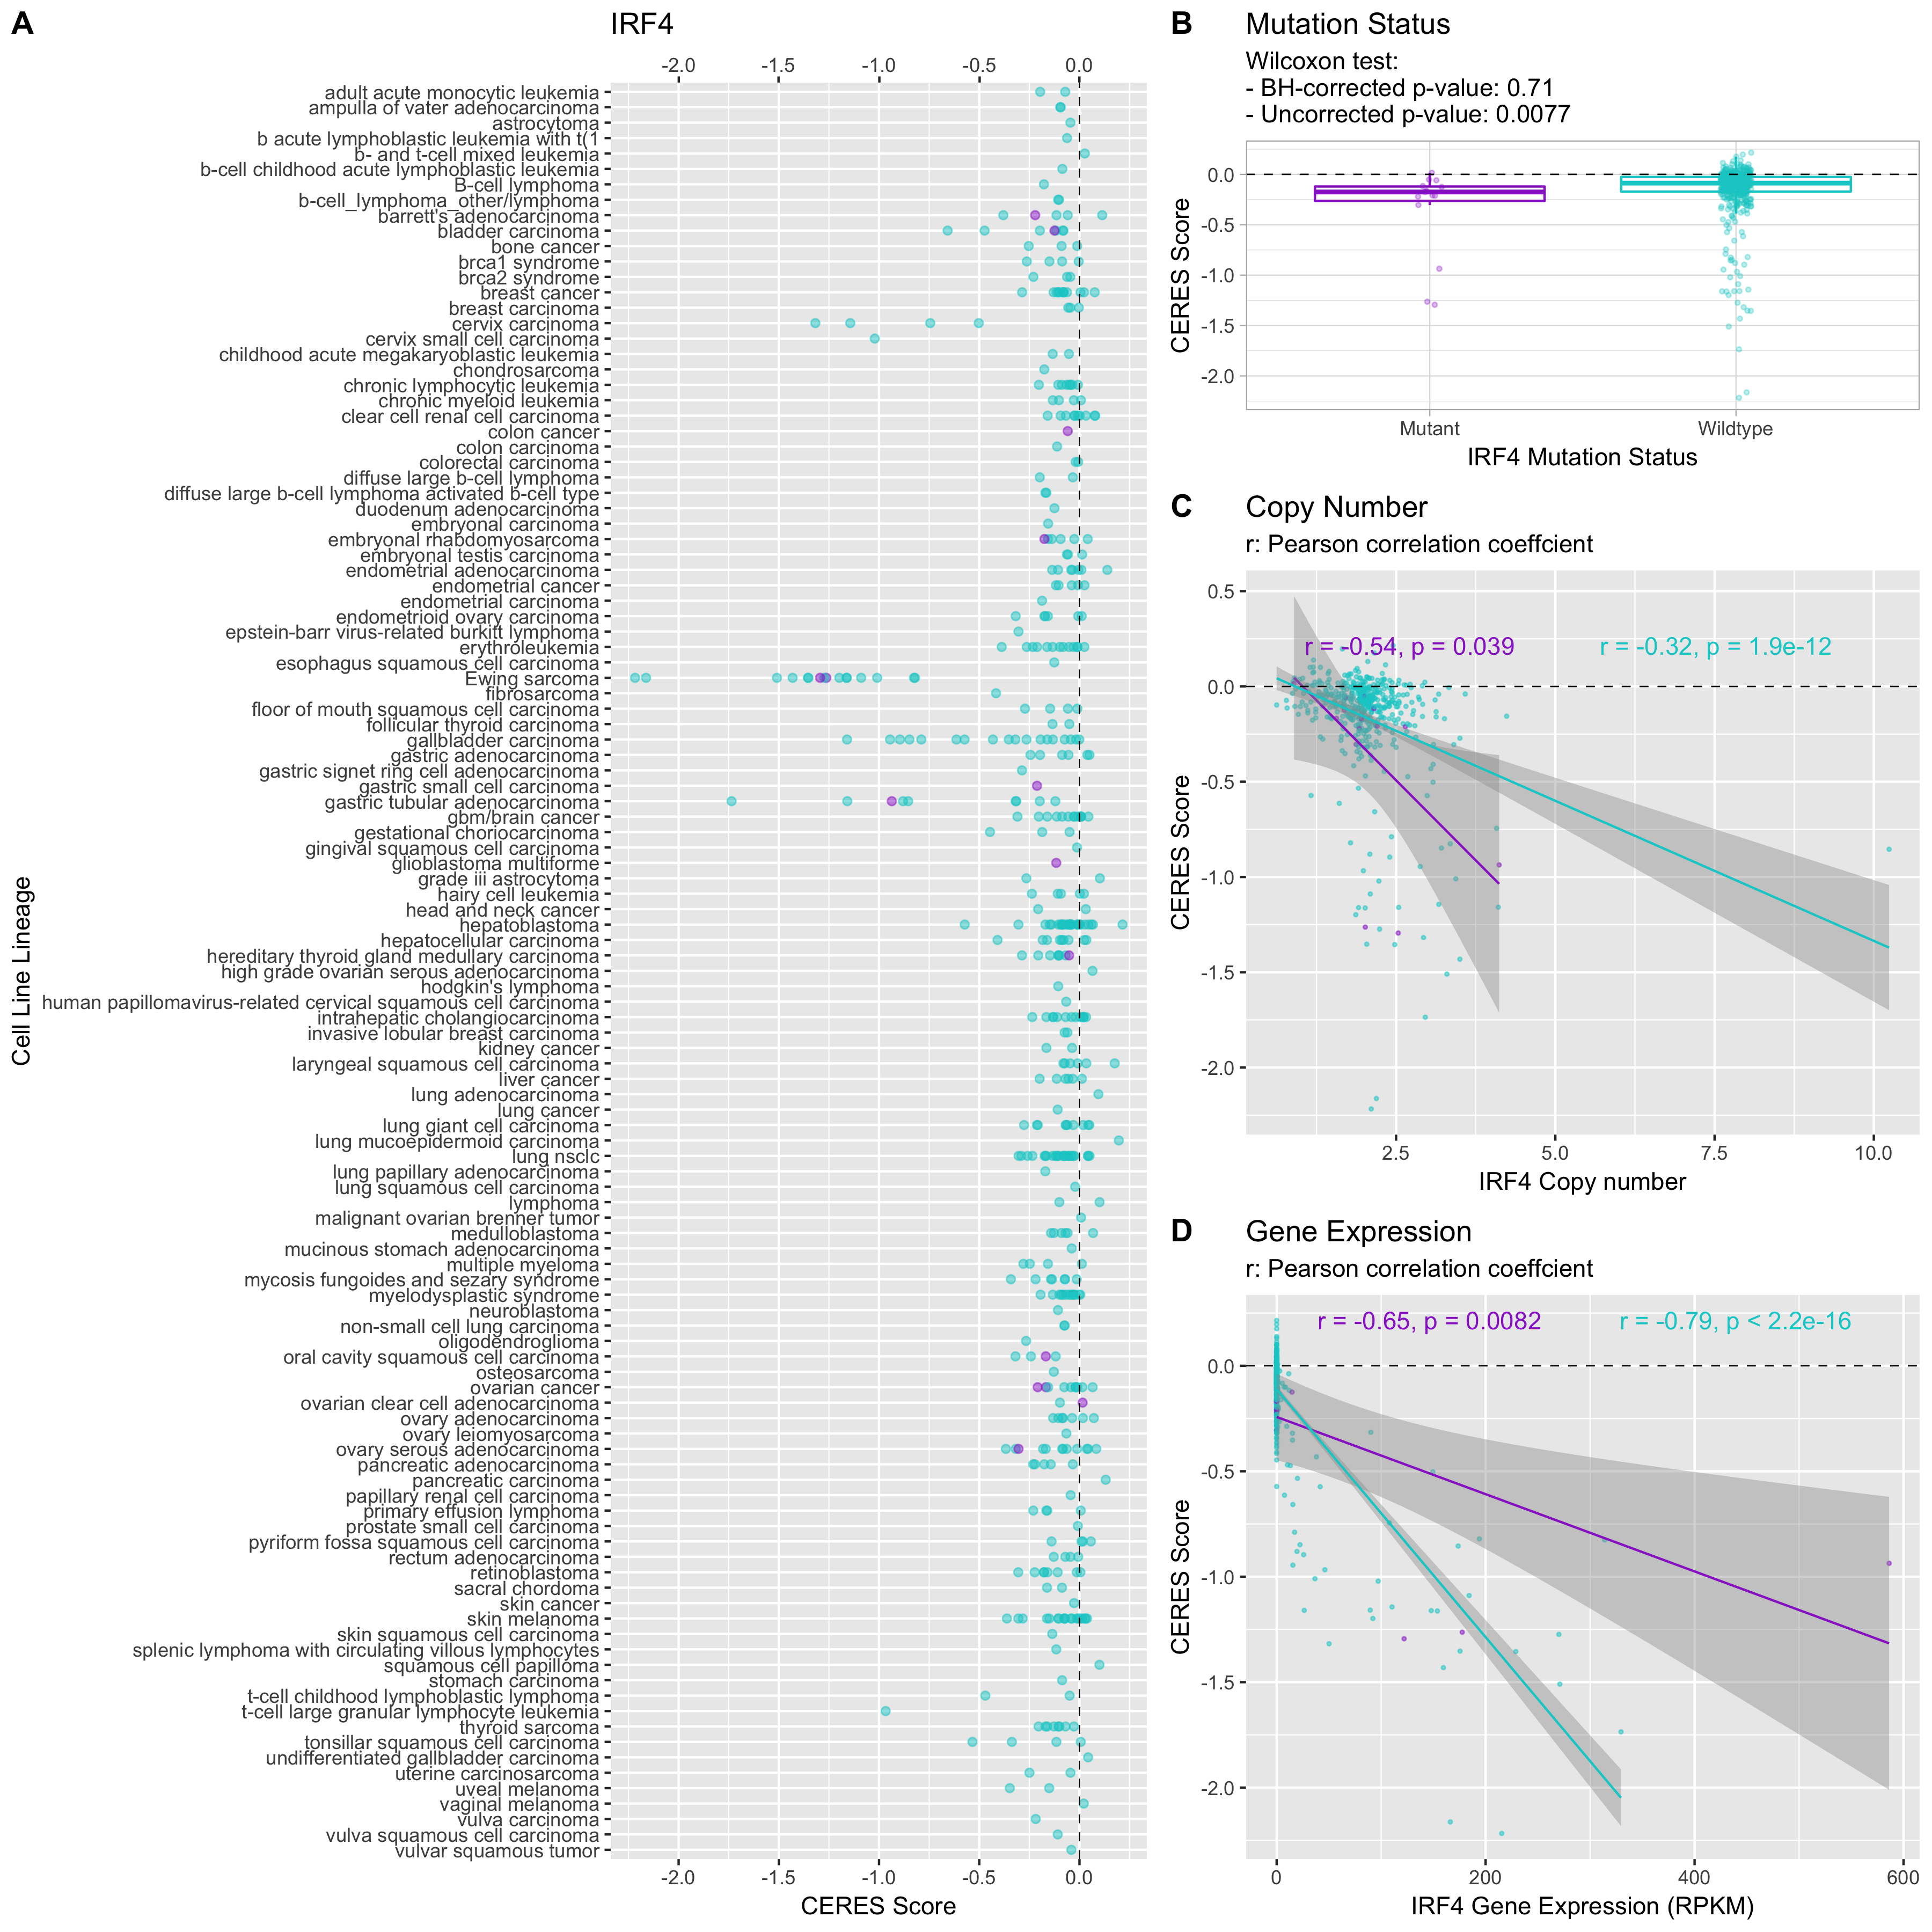 A
IRF4
-2.0 -1.5 -1.0 -0.5 0.0
Cell Line Lineage
adult acute monocytic leukemia
ampulla of vater adenocarcinoma
astrocytoma
b acute lymphoblastic leukemia with t(1
b- and t-cell mixed leukemia
b-cell childhood acute lymphoblastic leukemia
B-cell lymphoma
b-cell_lymphoma_other/lymphoma
barrett's adenocarcinoma
bladder carcinoma
bone cancer
brca1 syndrome
brca2 syndrome
breast cancer
breast carcinoma
cervix carcinoma
cervix small cell carcinoma
childhood acute megakaryoblastic leukemia
chondrosarcoma
chronic lymphocytic leukemia
chronic myeloid leukemia
clear cell renal cell carcinoma
colon cancer
colon carcinoma
colorectal carcinoma
diffuse large b-cell lymphoma
diffuse large b-cell lymphoma activated b-cell type
duodenum adenocarcinoma
embryonal carcinoma
embryonal rhabdomyosarcoma
embryonal testis carcinoma
endometrial adenocarcinoma
endometrial cancer
endometrial carcinoma
endometrioid ovary carcinoma
epstein-barr virus-related burkitt lymphoma
erythroleukemia
esophagus squamous cell carcinoma
Ewing sarcoma
fibrosarcoma
floor of mouth squamous cell carcinoma
follicular thyroid carcinoma
gallbladder carcinoma
gastric adenocarcinoma
gastric signet ring cell adenocarcinoma
gastric small cell carcinoma
gastric tubular adenocarcinoma
gbm/brain cancer
gestational choriocarcinoma
gingival squamous cell carcinoma
glioblastoma multiforme
grade iii astrocytoma
hairy cell leukemia
head and neck cancer
hepatoblastoma
hepatocellular carcinoma
hereditary thyroid gland medullary carcinoma
high grade ovarian serous adenocarcinoma
hodgkin's lymphoma
human papillomavirus-related cervical squamous cell carcinoma
intrahepatic cholangiocarcinoma
invasive lobular breast carcinoma
kidney cancer
laryngeal squamous cell carcinoma
liver cancer
lung adenocarcinoma
lung cancer
lung giant cell carcinoma
lung mucoepidermoid carcinoma
lung nsclc
lung papillary adenocarcinoma
lung squamous cell carcinoma
lymphoma
malignant ovarian brenner tumor
medulloblastoma
mucinous stomach adenocarcinoma
multiple myeloma
mycosis fungoides and sezary syndrome
myelodysplastic syndrome
neuroblastoma
non-small cell lung carcinoma
oligodendroglioma
oral cavity squamous cell carcinoma
osteosarcoma
ovarian cancer
ovarian clear cell adenocarcinoma
ovary adenocarcinoma
ovary leiomyosarcoma
ovary serous adenocarcinoma
pancreatic adenocarcinoma
pancreatic carcinoma
papillary renal cell carcinoma
primary effusion lymphoma
prostate small cell carcinoma
pyriform fossa squamous cell carcinoma
rectum adenocarcinoma
retinoblastoma
sacral chordoma
skin cancer
skin melanoma
skin squamous cell carcinoma
splenic lymphoma with circulating villous lymphocytes
squamous cell papilloma
stomach carcinoma
t-cell childhood lymphoblastic lymphoma
t-cell large granular lymphocyte leukemia
thyroid sarcoma
tonsillar squamous cell carcinoma
undifferentiated gallbladder carcinoma
uterine carcinosarcoma
uveal melanoma
vaginal melanoma
vulva carcinoma
vulva squamous cell carcinoma
vulvar squamous tumor
-2.0 -1.5 -1.0 -0.5 0.0
CERES Score
B
Mutation Status
Wilcoxon test:
- BH-corrected p-value: 0.71
- Uncorrected p-value: 0.0077
CERES Score
0.0
-0.5
-1.0
-1.5
-2.0
Mutant Wildtype
IRF4 Mutation Status
C
Copy Number
r: Pearson correlation coeffcient
r = -0.54, p = 0.039 r = -0.32, p = 1.9e-12
CERES Score
0.5
0.0
-0.5
-1.0
-1.5
-2.0
2.5 5.0 7.5 10.0
IRF4 Copy number
D
Gene Expression
r: Pearson correlation coeffcient
r = -0.65, p = 0.0082 r = -0.79, p < 2.2e-16
CERES Score
0.0
-0.5
-1.0
-1.5
-2.0
0 200 400 600
IRF4 Gene Expression (RPKM)